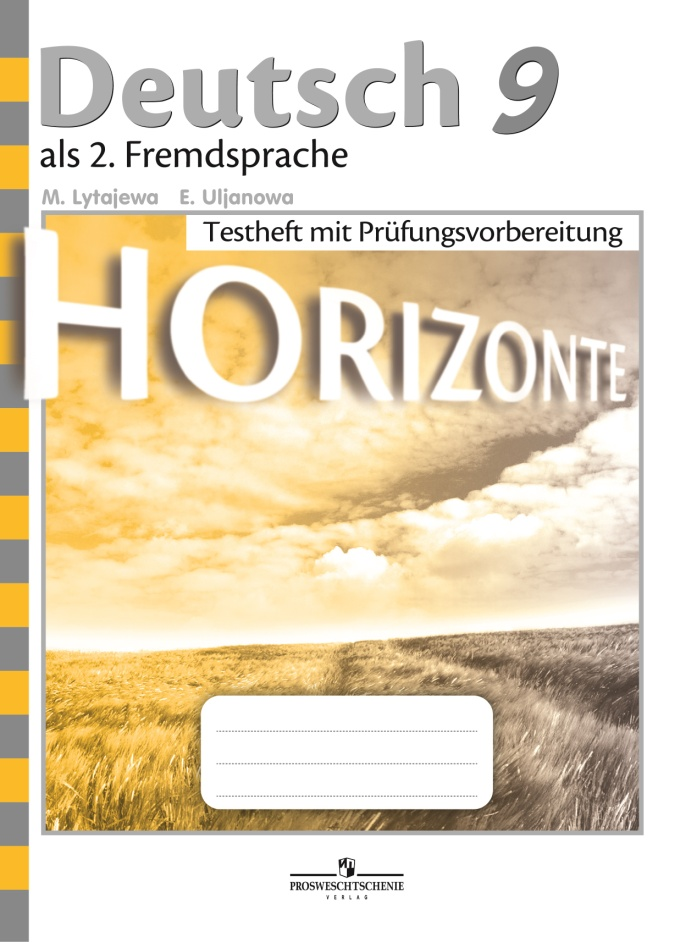 Deutsch 9
als 2. Fremdsprache
M. Lytajewa E. Uljanowa
Testheft mit Prüfungsvorbereitung
HORIZONTE
PROSWESCHTSCHENIE
VERLAG